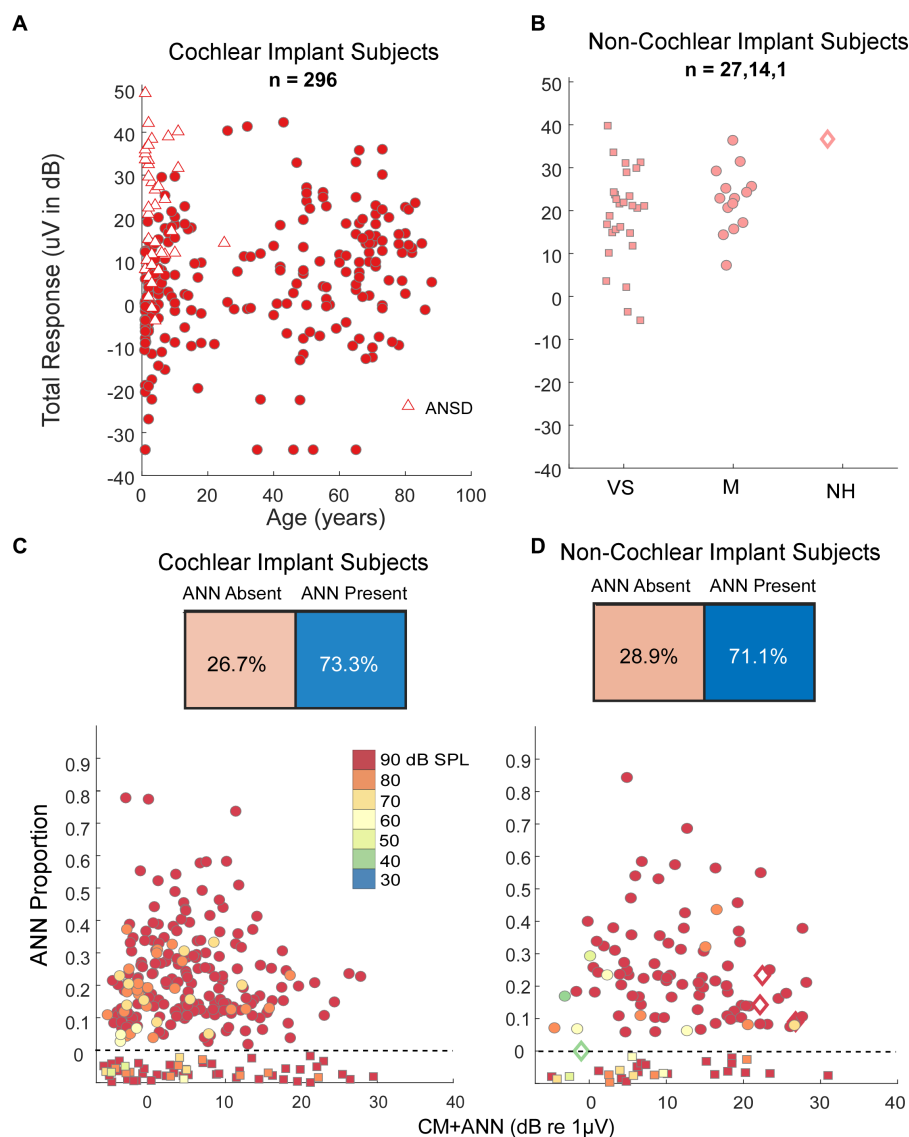 A
Cochlear Implant Subjects
n = 296
Total Response (uV in dB)
50
40
30
20
10
0
-10
-20
-30
-40
0
20
40
60
80
100
Age (years)
ANSD
B
Non-Cochlear Implant Subjects
n = 27,14,1
50
40
30
20
10
0
-10
-20
-30
-40
VS
M
NH
C
Cochlear Implant Subjects
ANN Absent
ANN Present
26.7%
73.3%
ANN Proportion
0.9
0.8
0.7
0.6
0.5
0.4
0.3
0.2
0.1
0
90 dB SPL
80
70
60
50
40
30
0
10
20
30
40
D
Non-Cochlear Implant Subjects
ANN Absent
ANN Present
28.9%
71.1%
0.9
0.8
0.7
0.6
0.5
0.4
0.3
0.2
0.1
0
0
10
20
30
40
CM+ANN (dB re 1µV)